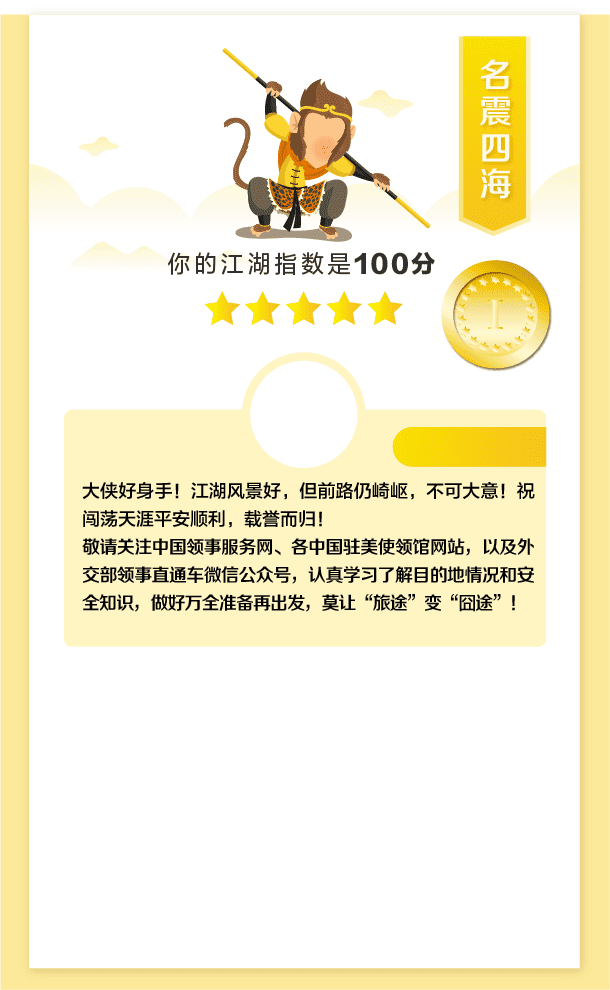 名震四海
你的江湖指数是100分
I
大侠好身手！江湖风景好，但前路仍崎岖，不可大意！祝
闯荡天涯平安顺利，载誉而归！
敬请关注中国领事服务网、各中国驻美使领馆网站，以及外
交部领事直通车微信公众号，认真学习了解目的地情况和安
全知识，做好万全准备再出发，莫让“旅途”变“囧途”！